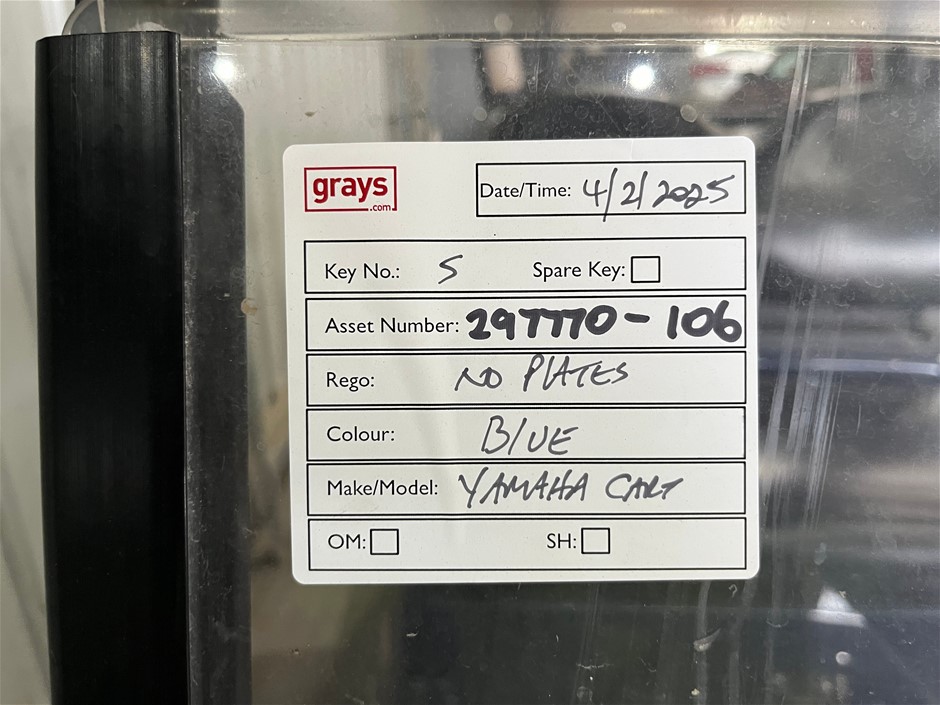 grays
.com
Date/Time: 4/2/2025
Key No.: 5 Spare Key:
Asset Number: 297770-106
Rego: NO PLATES
Colour: BLUE
Make/Model: YAMAHA CART
OM: SH: